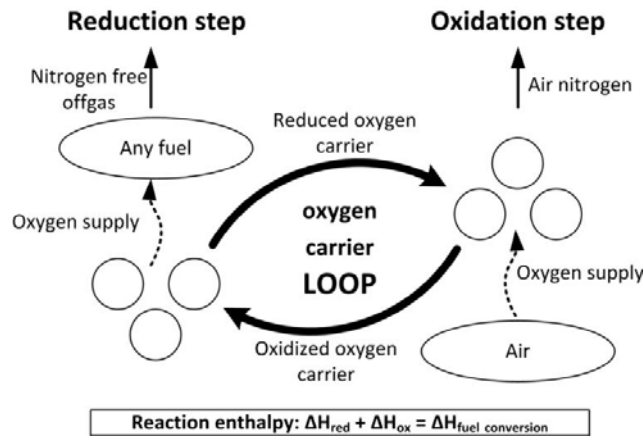 Reduction step
Oxidation step
Nitrogen free
offgas
Air nitrogen
Any fuel
Reduced oxygen
carrier
Oxygen supply
oxygen
carrier
LOOP
Oxygen supply
Oxidized oxygen
carrier
Air
Reaction enthalpy: ΔHred + ΔHox = ΔHfuel conversion